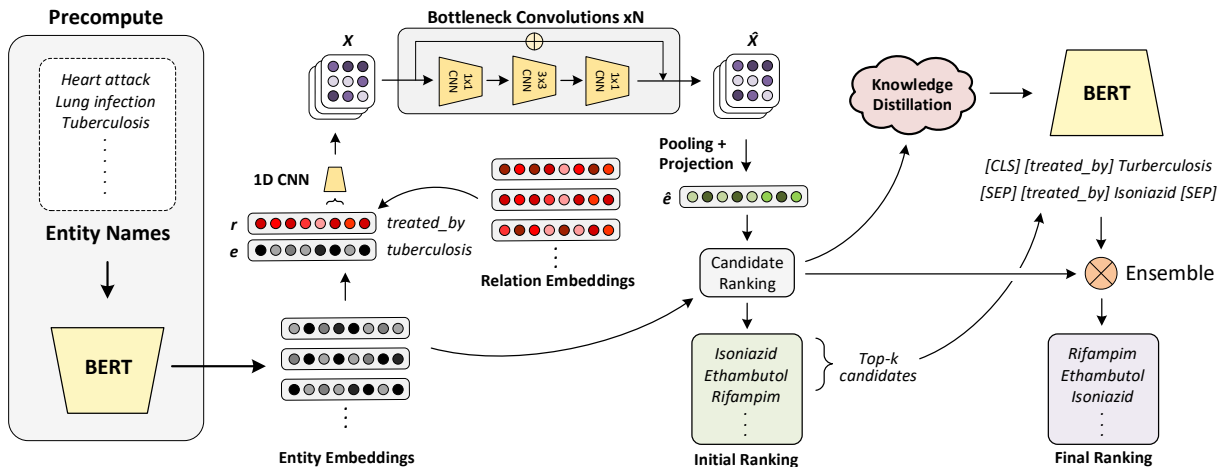 Precompute
Heart attack
Lung infection
Tuberculosis
Entity Names
BERT
X
Bottleneck Convolutions xN
1x1 CNN
3x3 CNN
1x1 CNN
X̂
1D CNN
r
treated_by
e
tuberculosis
Relation Embeddings
Entity Embeddings
Pooling +
Projection
ê
Candidate
Ranking
Isoniazid
Ethambutol
Rifampim
Initial Ranking
Top-k
candidates
Knowledge
Distillation
BERT
[CLS] [treated_by] Turberculosis
[SEP] [treated_by] Isoniazid [SEP]
Ensemble
Rifampim
Ethambutol
Isoniazid
Final Ranking